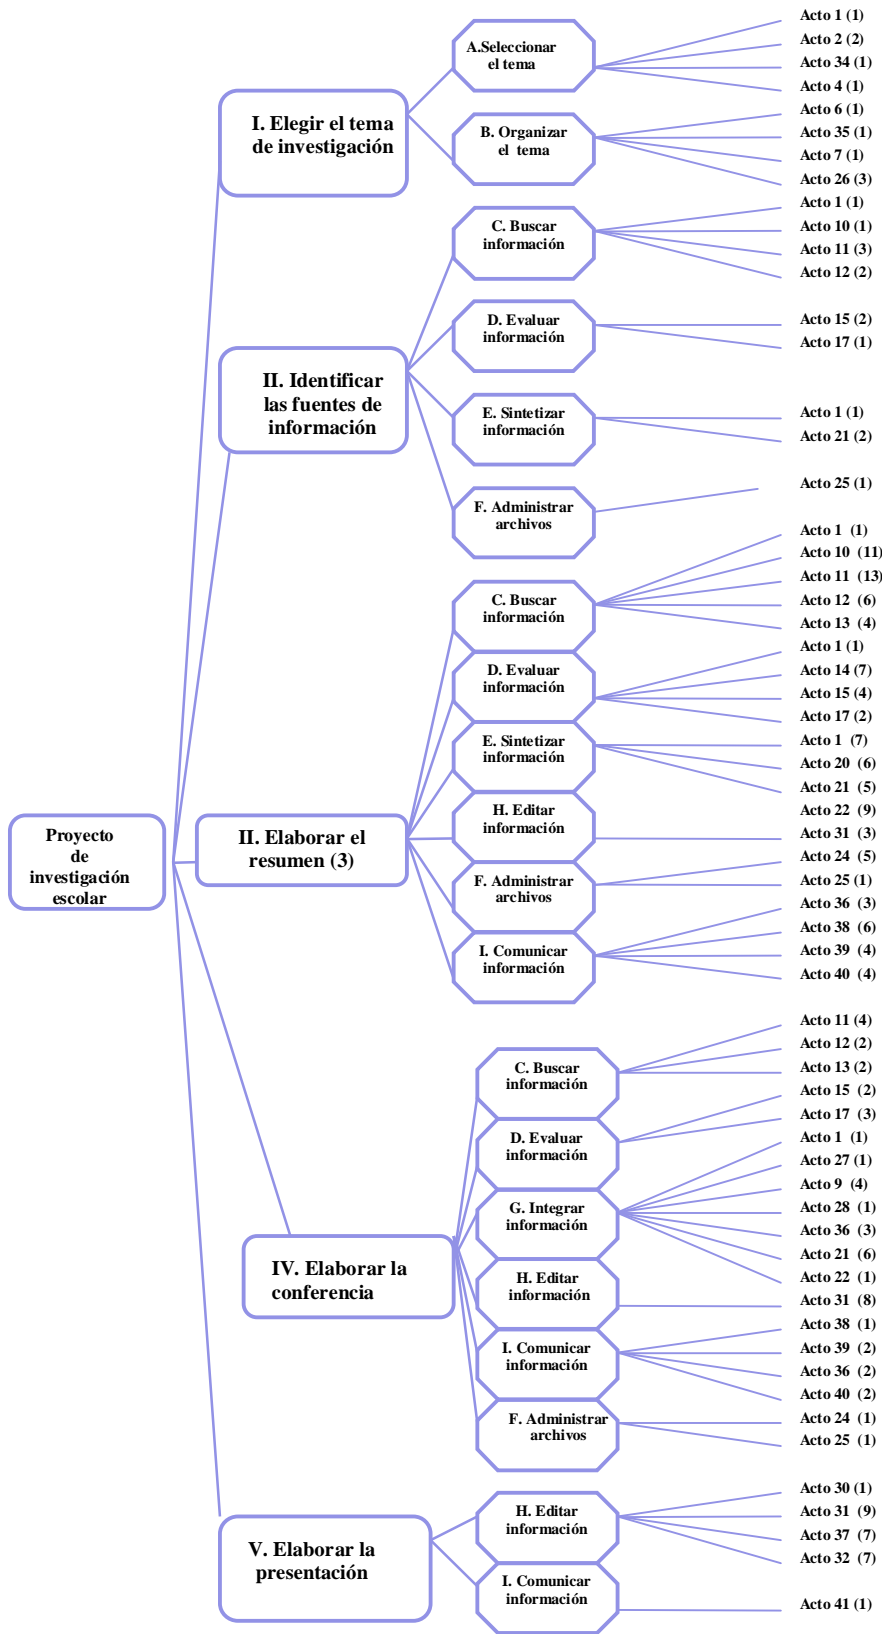 Proyecto
de
investigación
escolar
I. Elegir el tema
de investigación
A.Seleccionar
el tema
Acto 1 (1)
Acto 2 (2)
Acto 34 (1)
Acto 4 (1)
B. Organizar
el tema
Acto 6 (1)
Acto 35 (1)
Acto 7 (1)
Acto 26 (3)
II. Identificar
las fuentes de
información
C. Buscar
información
Acto 1 (1)
Acto 10 (1)
Acto 11 (3)
Acto 12 (2)
D. Evaluar
información
Acto 15 (2)
Acto 17 (1)
E. Sintetizar
información
Acto 1 (1)
Acto 21 (2)
F. Administrar
archivos
Acto 25 (1)
II. Elaborar el
resumen (3)
C. Buscar
información
Acto 1 (1)
Acto 10 (11)
Acto 11 (13)
Acto 12 (6)
Acto 13 (4)
D. Evaluar
información
Acto 1 (1)
Acto 14 (7)
Acto 15 (4)
Acto 17 (2)
E. Sintetizar
información
Acto 1 (7)
Acto 20 (6)
Acto 21 (5)
Acto 22 (9)
H. Editar
información
Acto 31 (3)
F. Administrar
archivos
Acto 24 (5)
Acto 25 (1)
I. Comunicar
información
Acto 36 (3)
Acto 38 (6)
Acto 39 (4)
Acto 40 (4)
IV. Elaborar la
conferencia
C. Buscar
información
Acto 11 (4)
Acto 12 (2)
Acto 13 (2)
D. Evaluar
información
Acto 15 (2)
Acto 17 (3)
G. Integrar
información
Acto 1 (1)
Acto 27 (1)
Acto 9 (4)
Acto 28 (1)
Acto 36 (3)
Acto 21 (6)
Acto 22 (1)
H. Editar
información
Acto 31 (8)
I. Comunicar
información
Acto 38 (1)
Acto 39 (2)
Acto 36 (2)
Acto 40 (2)
F. Administrar
archivos
Acto 24 (1)
Acto 25 (1)
V. Elaborar la
presentación
H. Editar
información
Acto 30 (1)
Acto 31 (9)
Acto 37 (7)
Acto 32 (7)
I. Comunicar
información
Acto 41 (1)